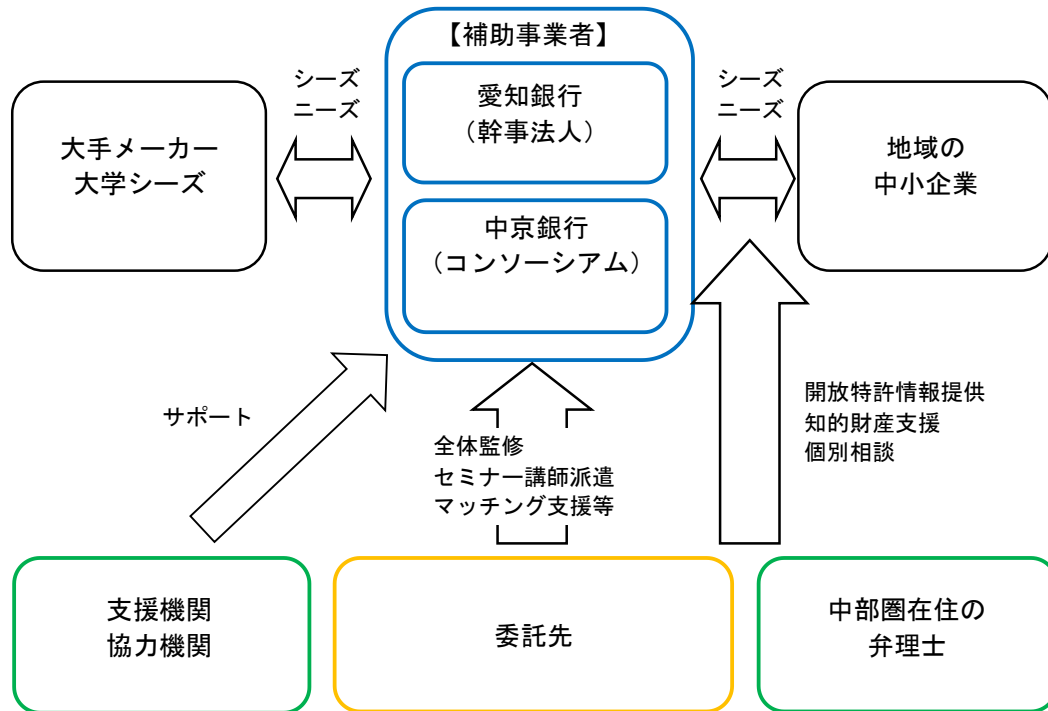 【補助事業者】
愛知銀行
（幹事法人）
中京銀行
（コンソーシアム）
シーズ
ニーズ
シーズ
ニーズ
大手メーカー
大学シーズ
地域の
中小企業
サポート
全体監修
セミナー講師派遣
マッチング支援等
開放特許情報提供
知的財産支援
個別相談
支援機関
協力機関
委託先
中部圏在住の
弁理士